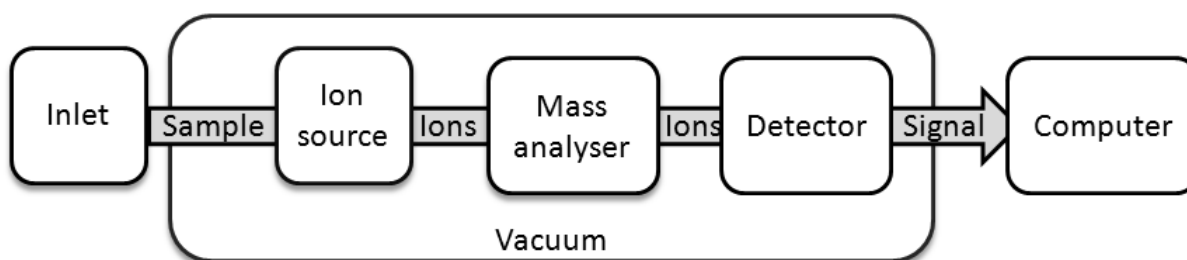 Inlet
Sample
Ion
source
Ions
Mass
analyser
Ions
Detector
Signal
Computer
Vacuum